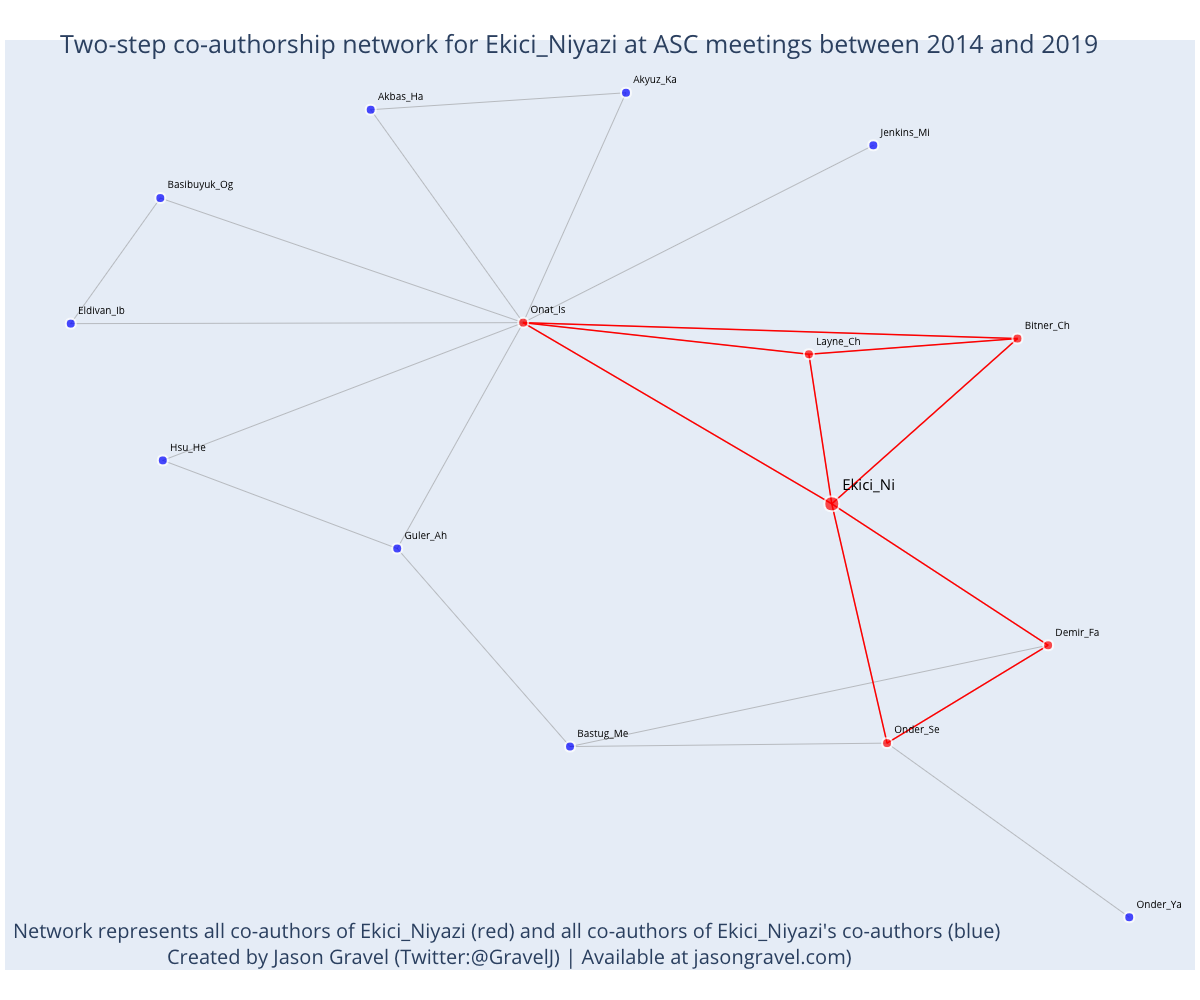 Two-step co-authorship network for Ekici_Niyazi at ASC meetings between 2014 and 2019
Akyuz_Ka
Akbas_Ha
Jenkins_Mi
Basibuyuk_Og
Eldivan_Ib
Onat_Is
Bitner_Ch
Layne_Ch
Hsu_He
Ekici_Ni
Guler_Ah
Demir_Fa
Bastug_Me
Onder_Se
Onder_Ya
Network represents all co-authors of Ekici_Niyazi (red) and all co-authors of Ekici_Niyazi's co-authors (blue)
Created by Jason Gravel (Twitter:@GravelJ) | Available at jasongravel.com)